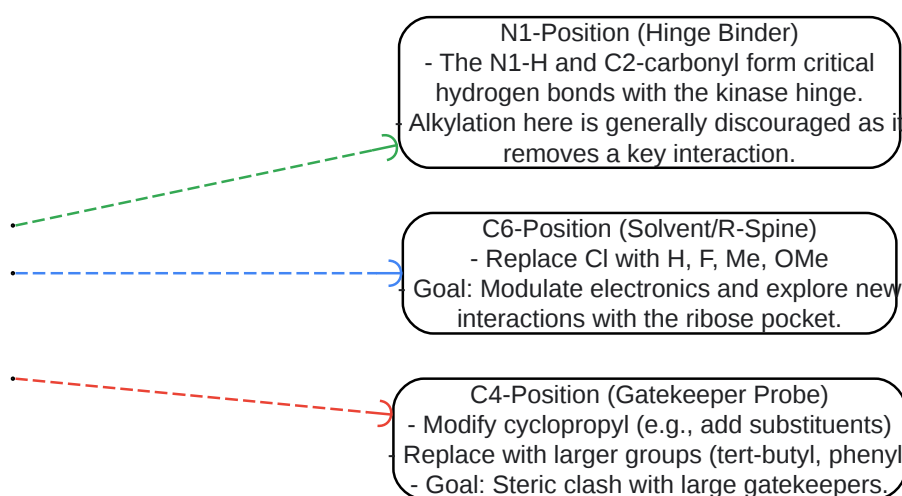 N1-Position (Hinge Binder)
- The N1-H and C2-carbonyl form critical
hydrogen bonds with the kinase hinge.
- Alkylation here is generally discouraged as it
removes a key interaction.
C6-Position (Solvent/R-Spine)
- Replace Cl with H, F, Me, OMe
- Goal: Modulate electronics and explore new
interactions with the ribose pocket.
C4-Position (Gatekeeper Probe)
- Modify cyclopropyl (e.g., add substituents)
- Replace with larger groups (tert-butyl, phenyl
- Goal: Steric clash with large gatekeepers.